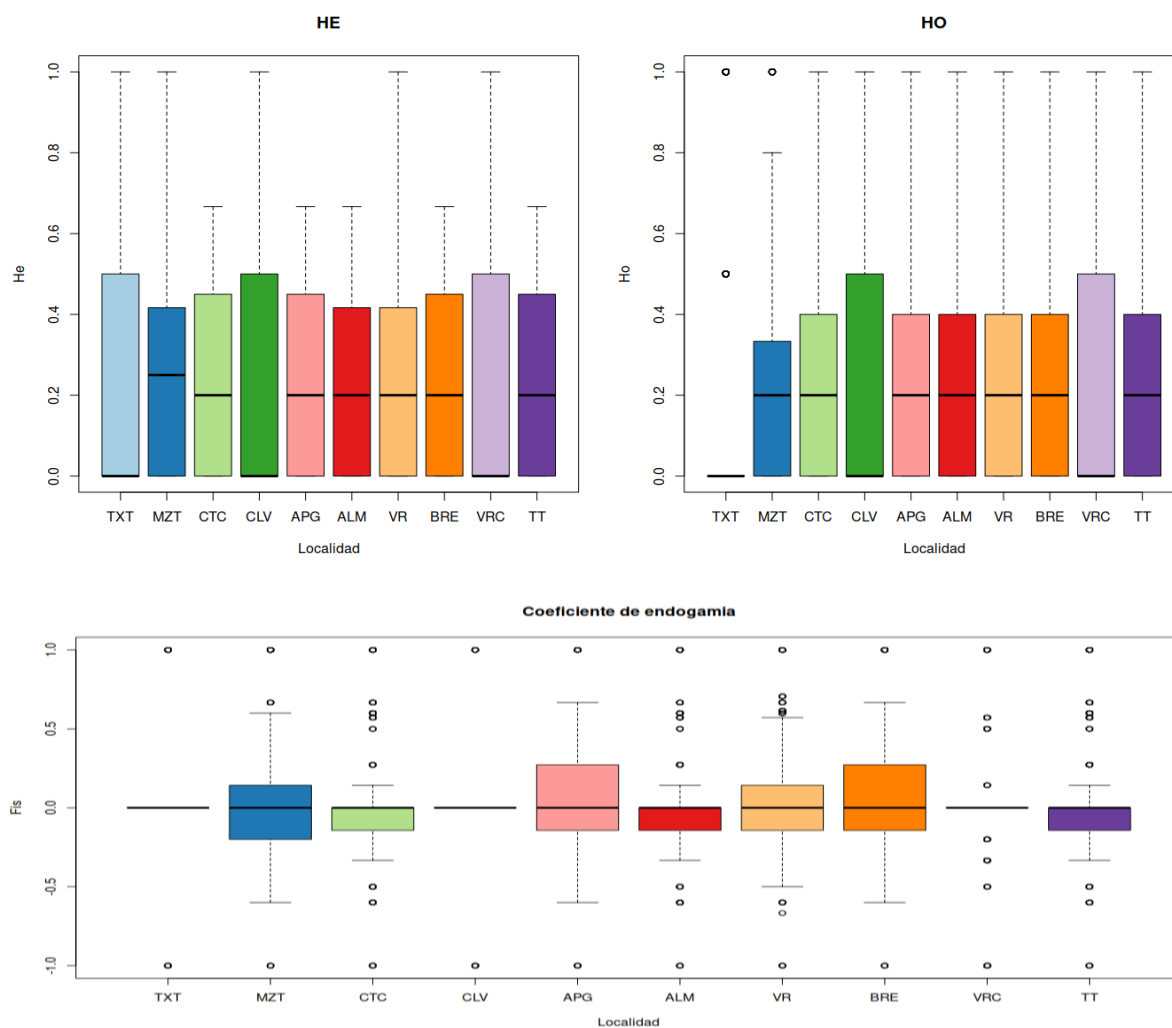 HE
He
1.0
0.8
0.6
0.4
0.2
0.0
TXT MZT CTC CLV APG ALM VR BRE VRC TT
Localidad
HO
Ho
1.0
0.8
0.6
0.4
0.2
0.0
TXT MZT CTC CLV APG ALM VR BRE VRC TT
Localidad
Coeficiente de endogamia
Fis
1.0
0.5
0.0
-0.5
-1.0
TXT MZT CTC CLV APG ALM VR BRE VRC TT
Localidad